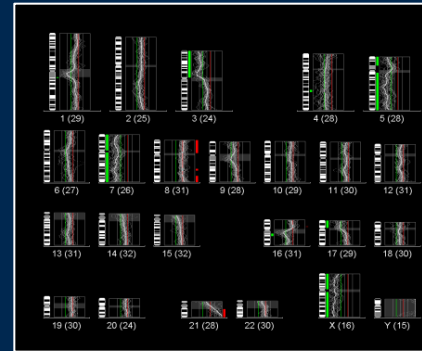 1 (29) 2 (25) 3 (24) 4 (28) 5 (28)
6 (27) 7 (26) 8 (31) 9 (28) 10 (29) 11 (30) 12 (31)
13 (31) 14 (32) 15 (32) 16 (31) 17 (29) 18 (30)
19 (30) 20 (24) 21 (28) 22 (30) X (16) Y (15)